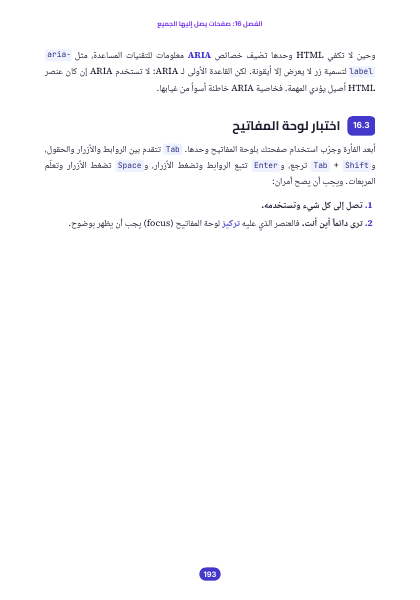 الفصل 16: صفحات يصل إليها الجميع
وحين لا تكفي HTML وحدها تضيف خصائص ARIA معلومات للتقنيات المساعدة، مثل aria-
label لتسمية زر لا يعرض إلا أيقونة. لكن القاعدة الأولى لـ ARIA: لا تستخدم ARIA إن كان عنصر
HTML أصيل يؤدي المهمة. فخاصية ARIA خاطئة أسوأ من غيابها.
16.3 اختبار لوحة المفاتيح
أبعد الفأرة وجرّب استخدام صفحتك بلوحة المفاتيح وحدها. Tab تتقدم بين الروابط والأزرار والحقول،
و Shift + Tab ترجع، و Enter تتبع الروابط وتضغط الأزرار، و Space تضغط الأزرار وتعلّم
المربعات. ويجب أن يصح أمران:
1. تصل إلى كل شيء وتستخدمه.
2. ترى دائماً أين أنت. فالعنصر الذي عليه تركيز لوحة المفاتيح (focus) يجب أن يظهر بوضوح.
193